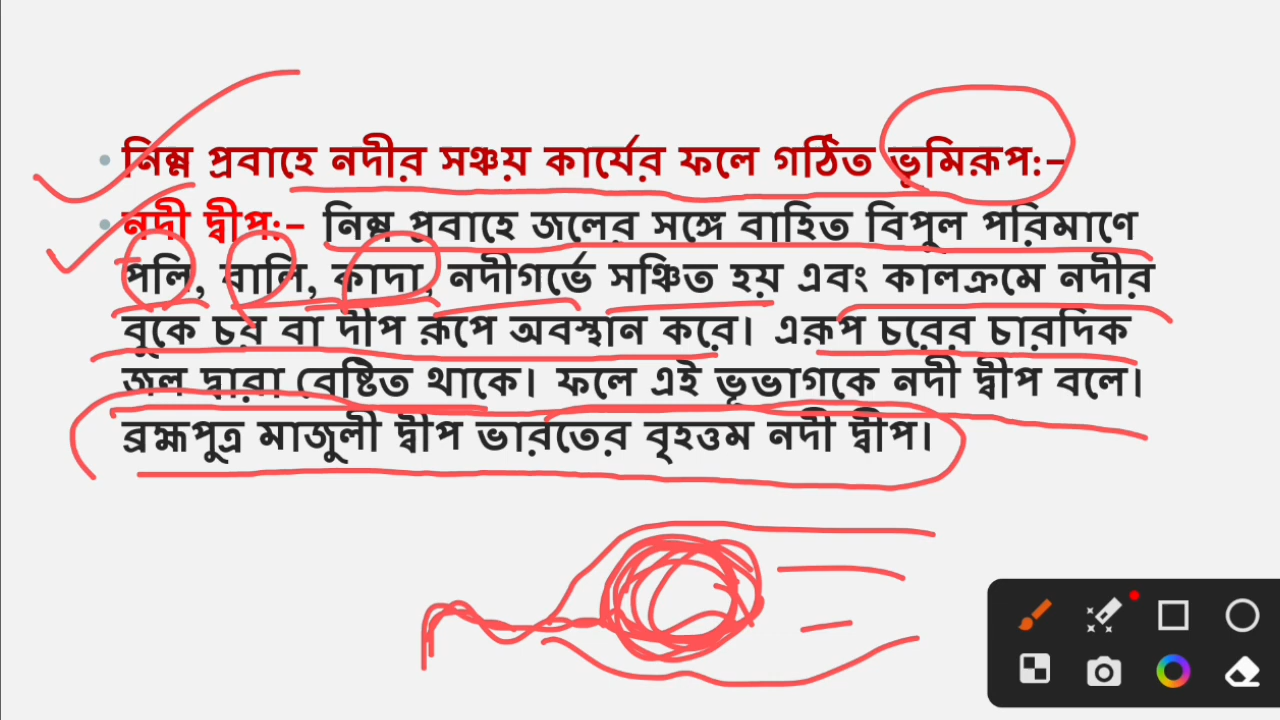 নিম্ন প্রবাহে নদীর সঞ্চয় কার্যের ফলে গঠিত ভূমিরূপ:–
নদী দ্বীপ:– নিম্ন প্রবাহে জলের সঙ্গে বাহিত বিপুল পরিমাণে
পলি, বালি, কাদা, নদীগর্ভে সঞ্চিত হয় এবং কালক্রমে নদীর
বুকে চর বা দীপ রূপে অবস্থান করে। এরূপ চরের চারদিক
জল দ্বারা বেষ্টিত থাকে। ফলে এই ভূভাগকে নদী দ্বীপ বলে।
ব্রহ্মপুত্র মাজুলী দ্বীপ ভারতের বৃহত্তম নদী দ্বীপ।